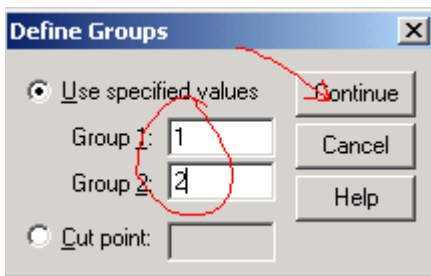 Define Groups
Use specified values
Continue
Group 1: 1
Cancel
Group 2: 2
Help
Cut point: